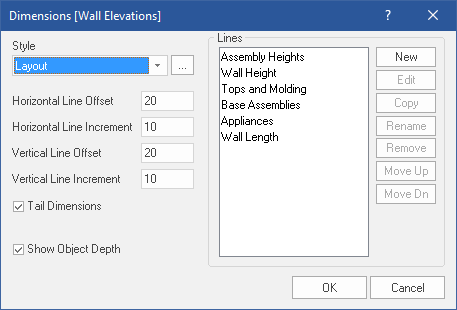 Dimensions [Wall Elevations]
?
Style
Layout
...
Horizontal Line Offset 20
Horizontal Line Increment 10
Vertical Line Offset 20
Vertical Line Increment 10
Tail Dimensions
Show Object Depth
Lines
Assembly Heights
Wall Height
Tops and Molding
Base Assemblies
Appliances
Wall Length
New
Edit
Copy
Rename
Remove
Move Up
Move Dn
OK
Cancel